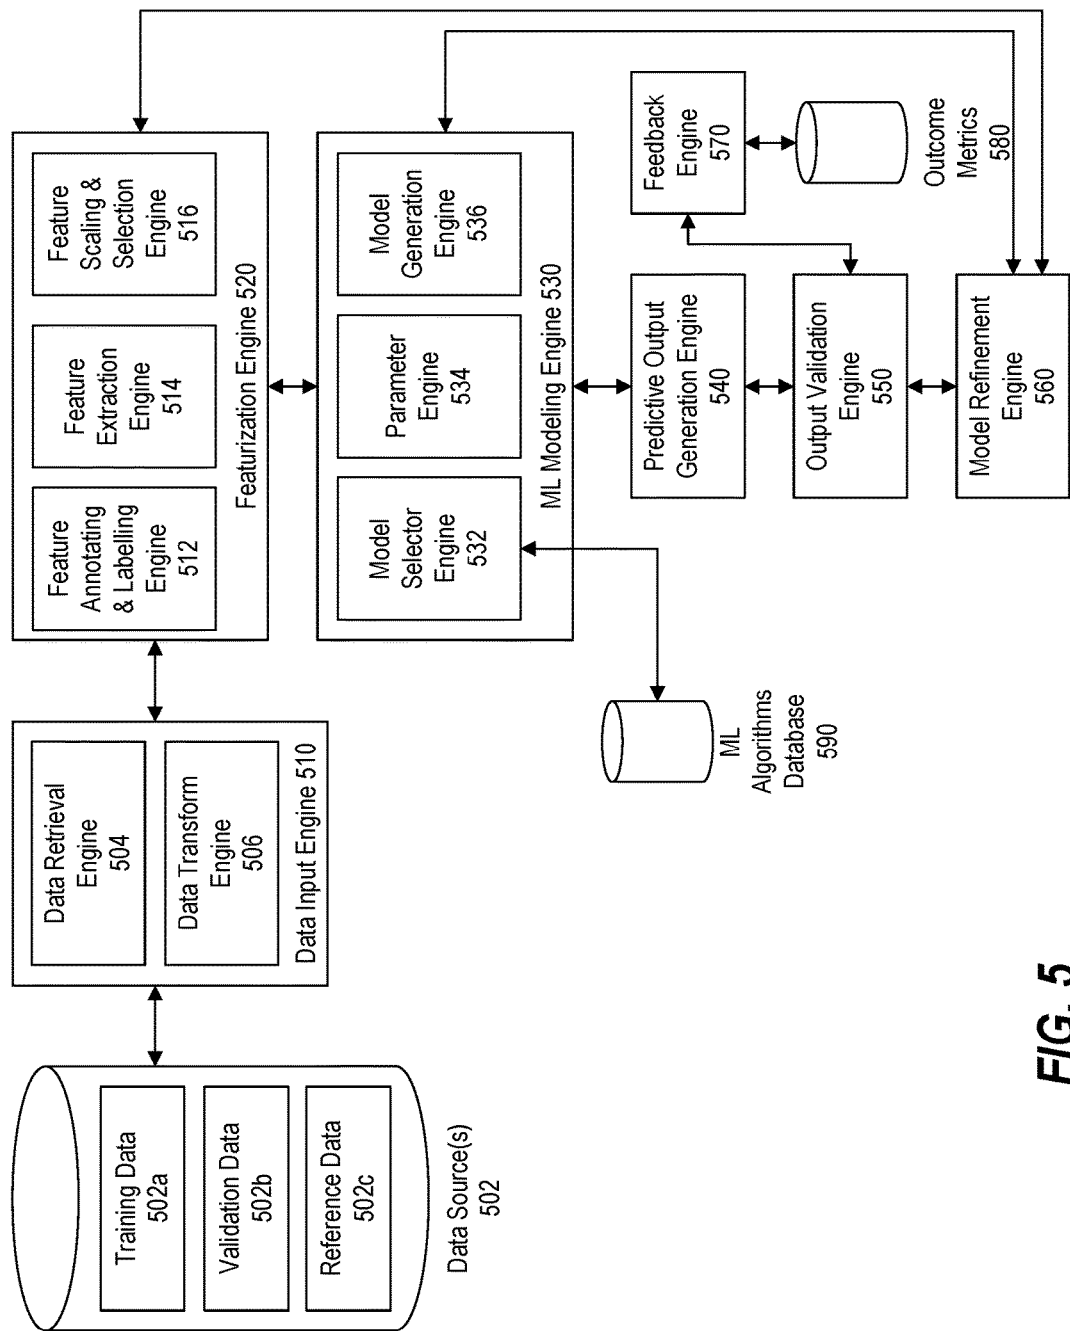 Training Data
502a
Validation Data
502b
Reference Data
502c
Data Source(s)
502
Data Retrieval
Engine
504
Data Transform
Engine
506
Data Input Engine 510
Feature
Annotating
& Labelling
Engine
512
Feature
Extraction
Engine
514
Feature
Scaling &
Selection
Engine
516
Featurization Engine 520
Model
Selector
Engine
532
Parameter
Engine
534
Model
Generation
Engine
536
ML Modeling Engine 530
ML
Algorithms
Database
590
Predictive Output
Generation Engine
540
Feedback
Engine
570
Output Validation
Engine
550
Outcome
Metrics
580
Model Refinement
Engine
560
FIG. 5